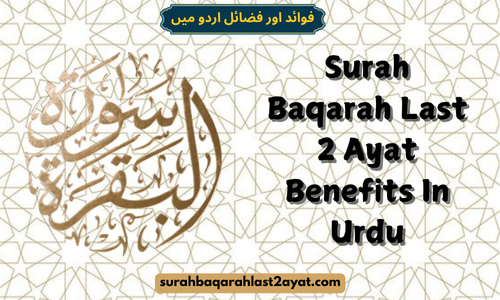 فوائد اور فضائل اردو میں
سورة
البقرة
Surah
Baqarah Last
2 Ayat
Benefits In
Urdu
surahbaqarahlast2ayat.com